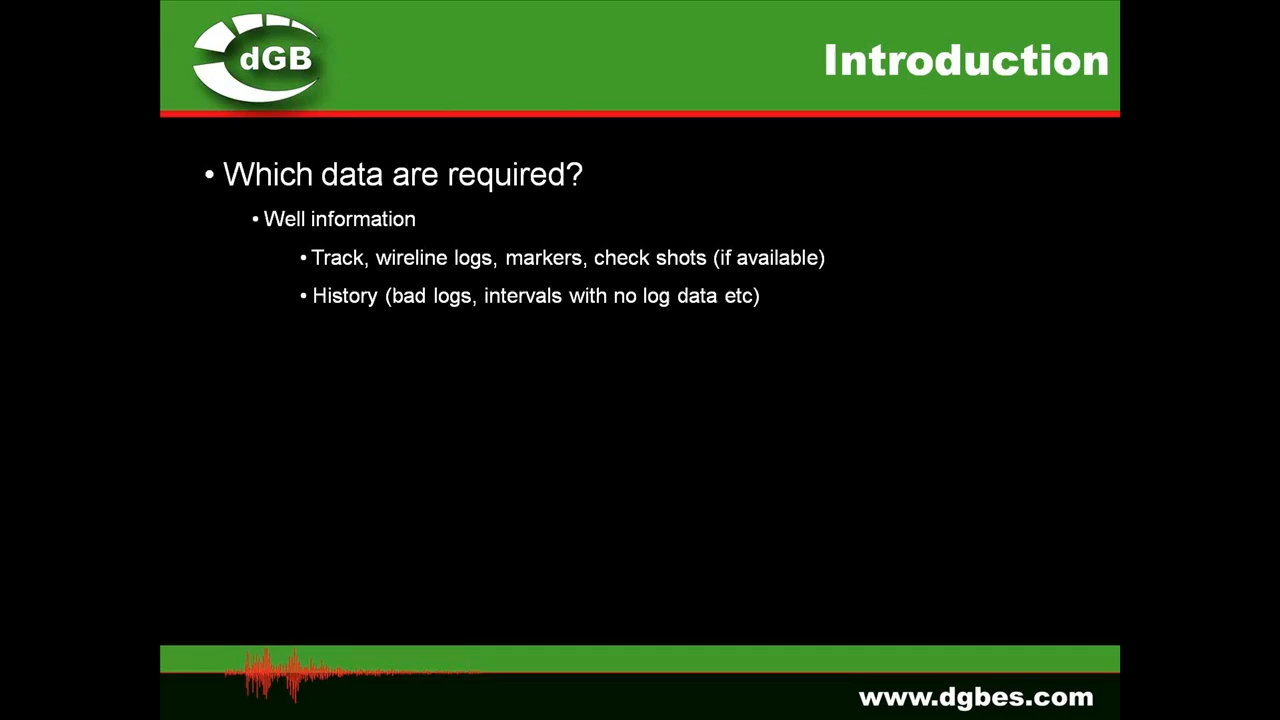 dGB
Introduction
• Which data are required?
• Well information
• Track, wireline logs, markers, check shots (if available)
• History (bad logs, intervals with no log data etc)
www.dgbes.com